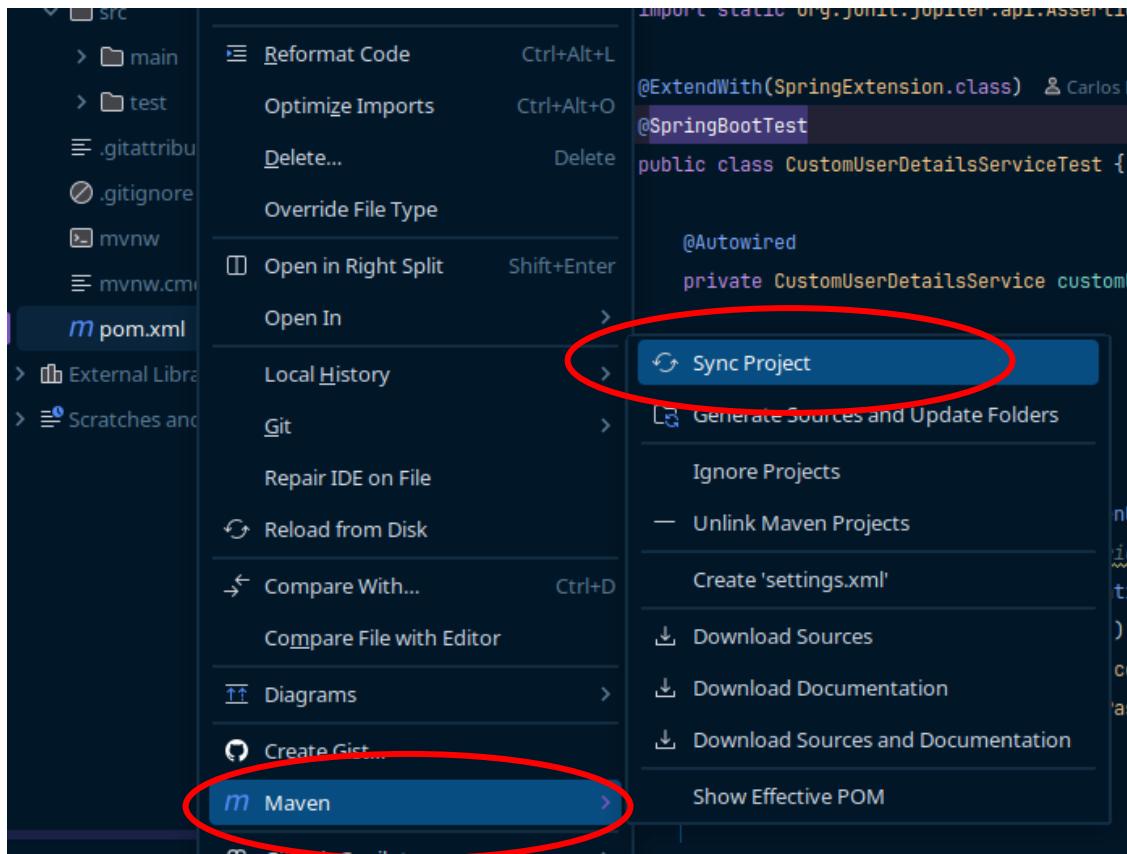 src
main
test
.gitattribu
.gitignore
mvnw
mvnw.cm
m pom.xml
External Libra
Scratches and
Reformat Code Ctrl+Alt+L
Optimize Imports Ctrl+Alt+O
Delete... Delete
Override File Type
Open in Right Split Shift+Enter
Open In
Local History
Git
Repair IDE on File
Reload from Disk
Compare With... Ctrl+D
Compare File with Editor
Diagrams
Create Gist...
m Maven
Sync Project
Generate Sources and Update Folders
Ignore Projects
Unlink Maven Projects
Create 'settings.xml'
Download Sources
Download Documentation
Download Sources and Documentation
Show Effective POM
import static org.junit.jupiter.api.Asserti
@ExtendWith(SpringExtension.class) Carlos
@SpringBootTest
public class CustomUserDetailsServiceTest {
@Autowired
private CustomUserDetailsService custom